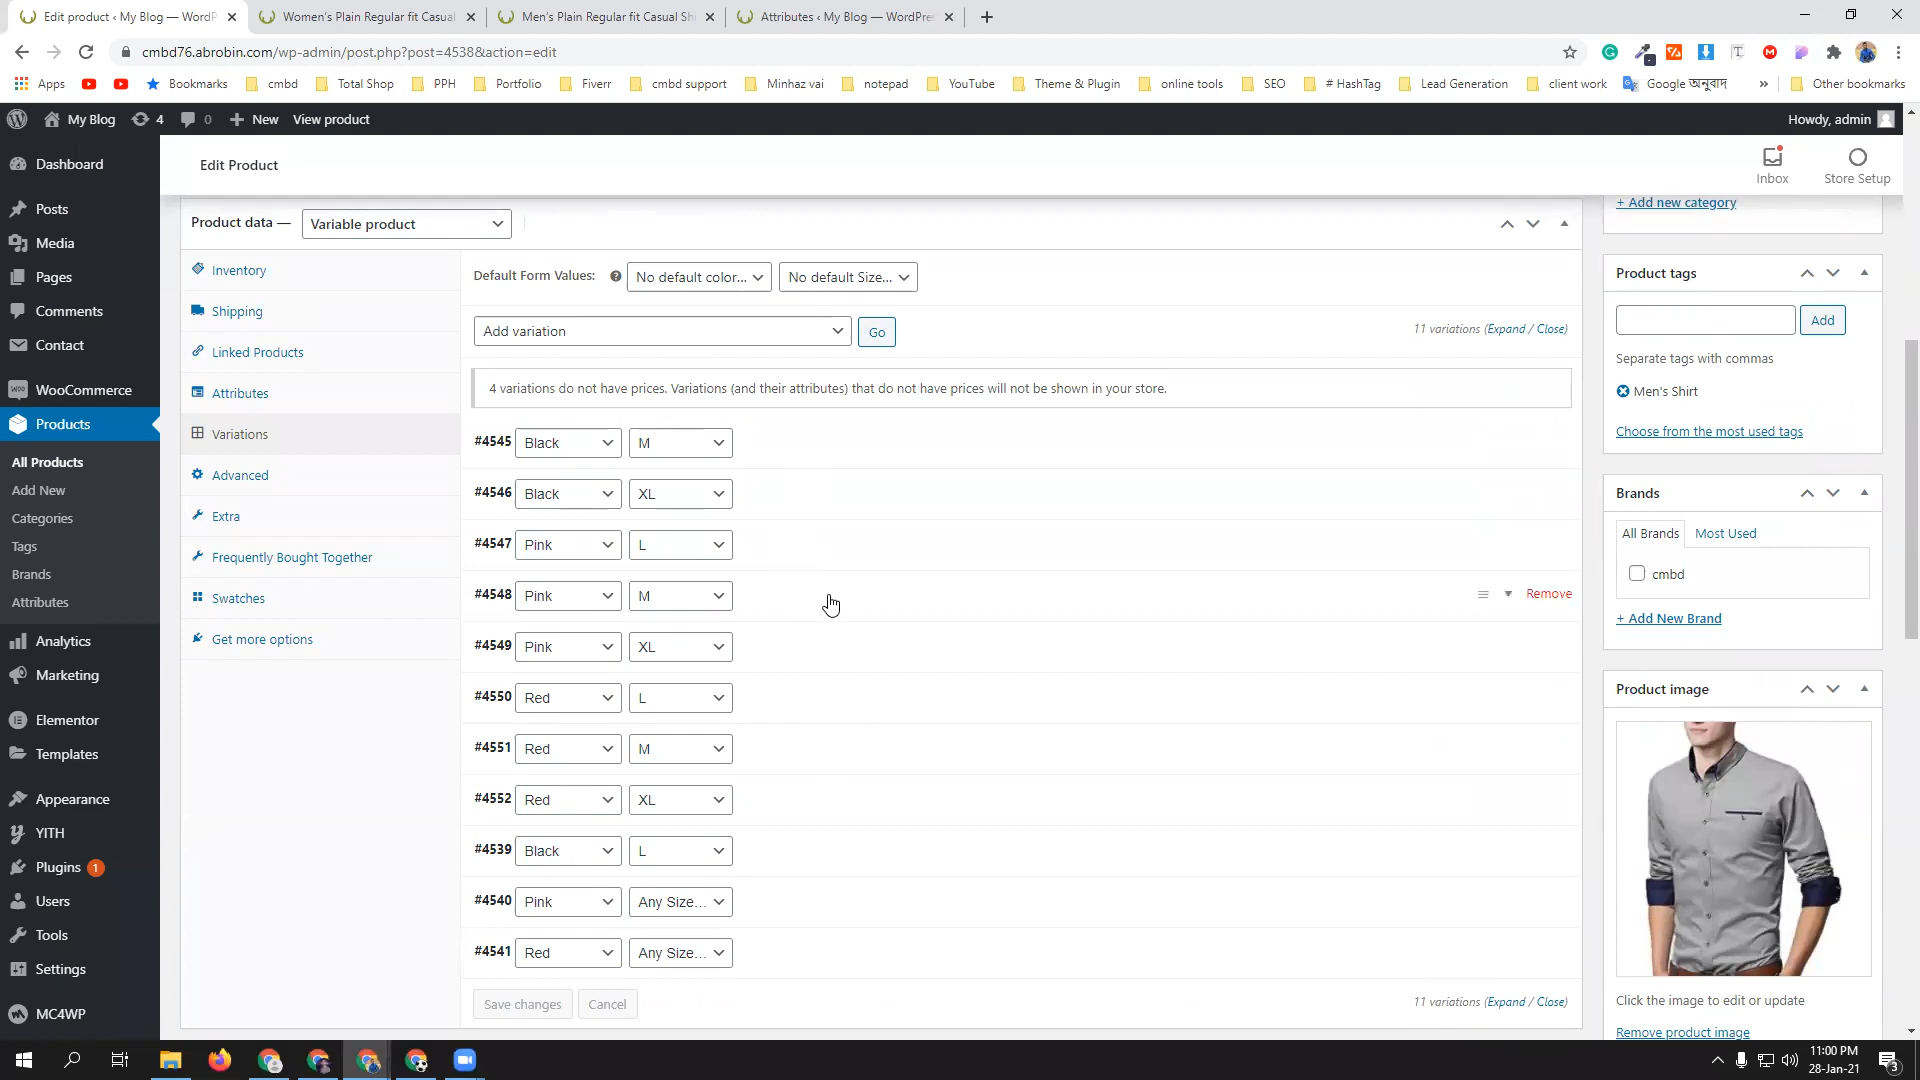 Edit product ‹ My Blog — WordP
Women's Plain Regular fit Casual
Men's Plain Regular fit Casual Shi
Attributes ‹ My Blog — WordPre
cmbd76.abrobin.com/wp-admin/post.php?post=4538&action=edit
Apps
Bookmarks
cmbd
Total Shop
PPH
Portfolio
Fiverr
cmbd support
Minhaz vai
notepad
YouTube
Theme & Plugin
online tools
SEO
# HashTag
Lead Generation
client work
Google অনুবাদ
»
Other bookmarks
My Blog
4
0
New
View product
Howdy, admin
Dashboard
Posts
Media
Pages
Comments
Contact
WooCommerce
Products
All Products
Add New
Categories
Tags
Brands
Attributes
Analytics
Marketing
Elementor
Templates
Appearance
YITH
Plugins 1
Users
Tools
Settings
MC4WP
Edit Product
Inbox
Store Setup
Product data —
Variable product
Inventory
Shipping
Linked Products
Attributes
Variations
Advanced
Extra
Frequently Bought Together
Swatches
Get more options
Default Form Values:
No default color...
No default Size...
Add variation
Go
11 variations (Expand / Close)
4 variations do not have prices. Variations (and their attributes) that do not have prices will not be shown in your store.
#4545 Black M
#4546 Black XL
#4547 Pink L
#4548 Pink M Remove
#4549 Pink XL
#4550 Red L
#4551 Red M
#4552 Red XL
#4539 Black L
#4540 Pink Any Size...
#4541 Red Any Size...
Save changes
Cancel
11 variations (Expand / Close)
+ Add new category
Product tags
Add
Separate tags with commas
Men's Shirt
Choose from the most used tags
Brands
All Brands
Most Used
cmbd
+ Add New Brand
Product image
Click the image to edit or update
Remove product image
11:00 PM
28-Jan-21
3